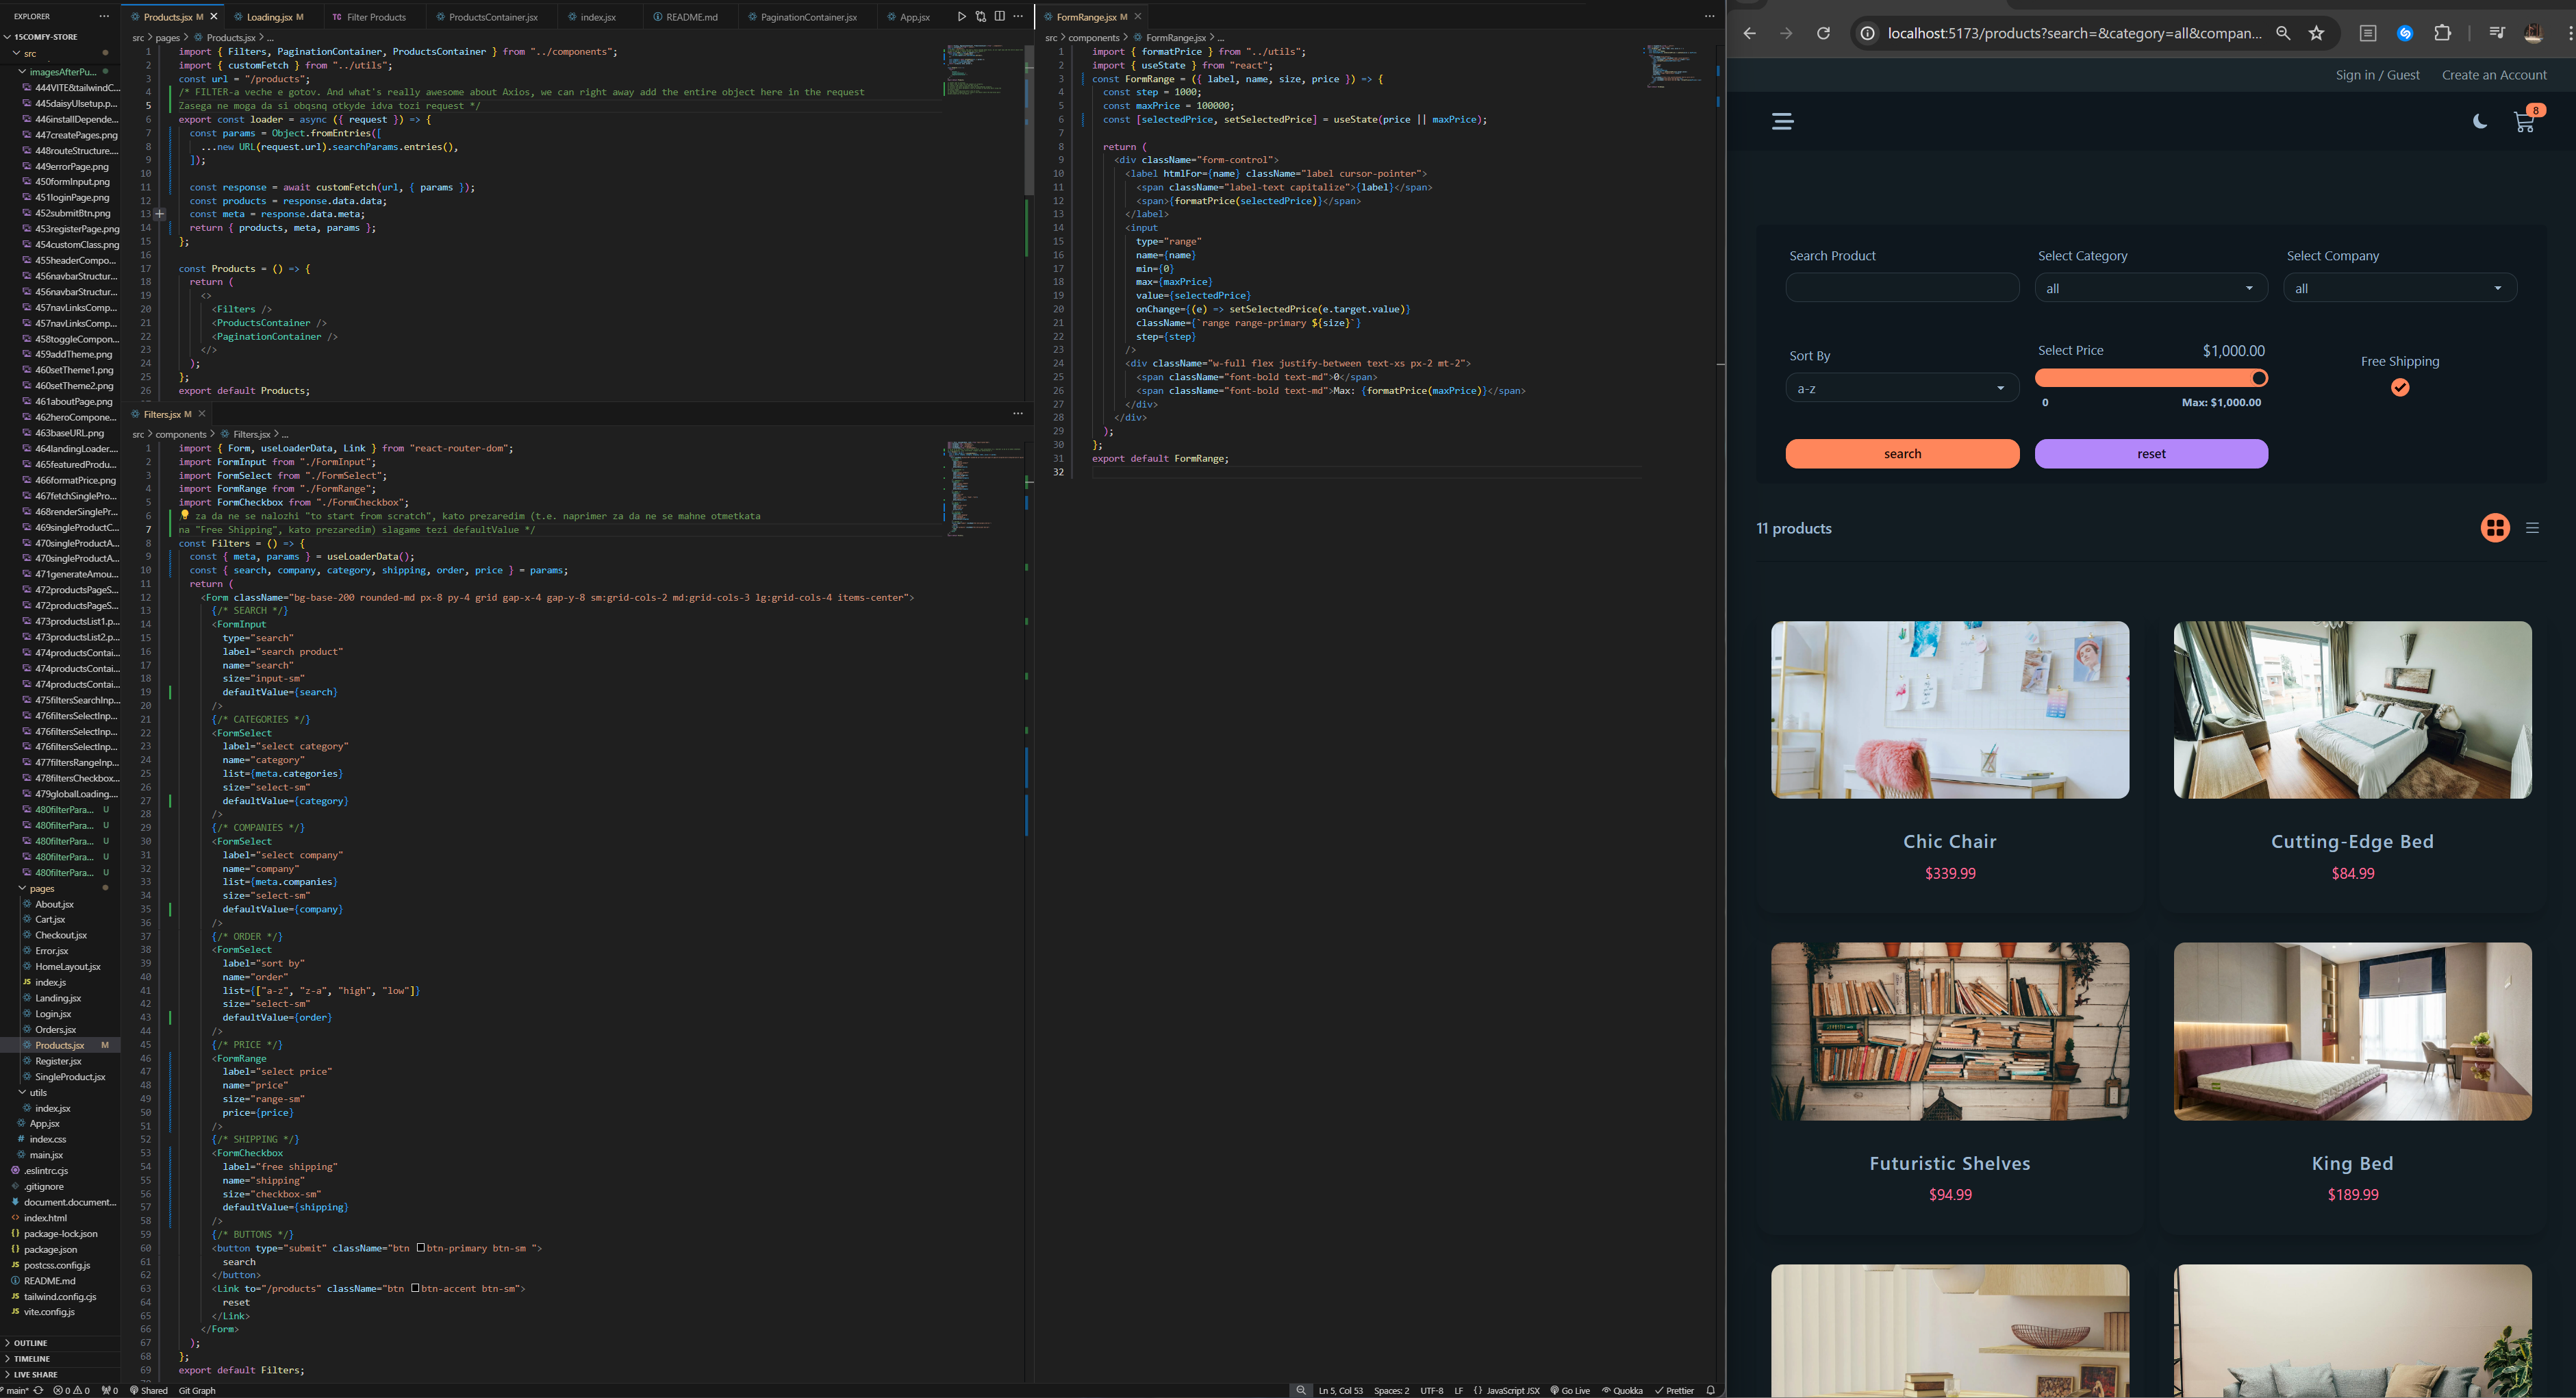 EXPLORER
15COMFY-STORE
src
imagesAfterPu...
444VITE&tailwindC...
445daisyUIsetup.p...
446installDepende...
447createPages.png
448routeStructure....
449errorPage.png
450formInput.png
451loginPage.png
452submitBtn.png
453registerPage.png
454customClass.png
455headerCompo...
456navbarStructur...
456navbarStructur...
457navLinksComp...
457navLinksComp...
458toggleCompon...
459addTheme.png
460setTheme1.png
460setTheme2.png
461aboutPage.png
462heroCompone...
463baseURL.png
464landingLoader....
465featuredProdu...
466formatPrice.png
467fetchSinglePro...
468renderSinglePr...
469singleProductC...
470singleProductA...
470singleProductA...
471generateAmou...
472productsPageS...
472productsPageS...
473productsList1.p...
473productsList2.p...
474productsContai...
474productsContai...
474productsContai...
475filtersSearchInp...
476filtersSelectInp...
476filtersSelectInp...
476filtersSelectInp...
477filtersRangeInp...
478filtersCheckbox...
479globalLoading....
480filterPara... U
480filterPara... U
480filterPara... U
480filterPara... U
480filterPara... U
pages
About.jsx
Cart.jsx
Checkout.jsx
Error.jsx
HomeLayout.jsx
index.js
Landing.jsx
Login.jsx
Orders.jsx
Products.jsx M
Register.jsx
SingleProduct.jsx
utils
index.jsx
App.jsx
index.css
main.jsx
.eslintrc.cjs
.gitignore
document.document...
index.html
package-lock.json
package.json
postcss.config.js
README.md
tailwind.config.cjs
vite.config.js
OUTLINE
TIMELINE
LIVE SHARE
Products.jsx M Loading.jsx M Filter Products ProductsContainer.jsx index.jsx README.md PaginationContainer.jsx App.jsx
src > pages > Products.jsx > ...
1 import { Filters, PaginationContainer, ProductsContainer } from "../components";
2 import { customFetch } from "../utils";
3 const url = "/products";
4 /* FILTER-a veche e gotov. And what's really awesome about Axios, we can right away add the entire object here in the request
5 Zasega ne moga da si obqsnq otkyde idva tozi request */
6 export const loader = async ({ request }) => {
7 const params = Object.fromEntries([
8 ...new URL(request.url).searchParams.entries(),
9 ]);
10
11 const response = await customFetch(url, { params });
12 const products = response.data.data;
13 const meta = response.data.meta;
14 return { products, meta, params };
15 };
16
17 const Products = () => {
18 return (
19 <>
20 <Filters />
21 <ProductsContainer />
22 <PaginationContainer />
23 </>
24 );
25 };
26 export default Products;
Filters.jsx M
src > components > Filters.jsx > ...
1 import { Form, useLoaderData, Link } from "react-router-dom";
2 import FormInput from "./FormInput";
3 import FormSelect from "./FormSelect";
4 import FormRange from "./FormRange";
5 import FormCheckbox from "./FormCheckbox";
6 za da ne se nalozhi "to start from scratch", kato prezaredim (t.e. naprimer za da ne se mahne otmetkata
7 na "Free Shipping", kato prezaredim) slagame tezi defaultValue */
8 const Filters = () => {
9 const { meta, params } = useLoaderData();
10 const { search, company, category, shipping, order, price } = params;
11 return (
12 <Form className="bg-base-200 rounded-md px-8 py-4 grid gap-x-4 gap-y-8 sm:grid-cols-2 md:grid-cols-3 lg:grid-cols-4 items-center">
13 {/* SEARCH */}
14 <FormInput
15 type="search"
16 label="search product"
17 name="search"
18 size="input-sm"
19 defaultValue={search}
20 />
21 {/* CATEGORIES */}
22 <FormSelect
23 label="select category"
24 name="category"
25 list={meta.categories}
26 size="select-sm"
27 defaultValue={category}
28 />
29 {/* COMPANIES */}
30 <FormSelect
31 label="select company"
32 name="company"
33 list={meta.companies}
34 size="select-sm"
35 defaultValue={company}
36 />
37 {/* ORDER */}
38 <FormSelect
39 label="sort by"
40 name="order"
41 list={["a-z", "z-a", "high", "low"]}
42 size="select-sm"
43 defaultValue={order}
44 />
45 {/* PRICE */}
46 <FormRange
47 label="select price"
48 name="price"
49 size="range-sm"
50 price={price}
51 />
52 {/* SHIPPING */}
53 <FormCheckbox
54 label="free shipping"
55 name="shipping"
56 size="checkbox-sm"
57 defaultValue={shipping}
58 />
59 {/* BUTTONS */}
60 <button type="submit" className="btn btn-primary btn-sm ">
61 search
62 </button>
63 <Link to="/products" className="btn btn-accent btn-sm">
64 reset
65 </Link>
66 </Form>
67 );
68 };
69 export default Filters;
FormRange.jsx M
src > components > FormRange.jsx > ...
1 import { formatPrice } from "../utils";
2 import { useState } from "react";
3 const FormRange = ({ label, name, size, price }) => {
4 const step = 1000;
5 const maxPrice = 100000;
6 const [selectedPrice, setSelectedPrice] = useState(price || maxPrice);
7
8 return (
9 <div className="form-control">
10 <label htmlFor={name} className="label cursor-pointer">
11 <span className="label-text capitalize">{label}</span>
12 <span>{formatPrice(selectedPrice)}</span>
13 </label>
14 <input
15 type="range"
16 name={name}
17 min={0}
18 max={maxPrice}
19 value={selectedPrice}
20 onChange={(e) => setSelectedPrice(e.target.value)}
21 className={`range range-primary ${size}`}
22 step={step}
23 />
24 <div className="w-full flex justify-between text-xs px-2 mt-2">
25 <span className="font-bold text-md">0</span>
26 <span className="font-bold text-md">Max: {formatPrice(maxPrice)}</span>
27 </div>
28 </div>
29 );
30 };
31 export default FormRange;
32
main* 0 0 0 Shared Git Graph
Ln 5, Col 53 Spaces: 2 UTF-8 LF JavaScript JSX Go Live Quokka Prettier
localhost:5173/products?search=&category=all&compan...
Sign in / Guest Create an Account
8
Search Product Select Category Select Company
all all
Sort By Select Price $1,000.00 Free Shipping
a-z
0 Max: $1,000.00
search reset
11 products
Chic Chair
$339.99
Cutting-Edge Bed
$84.99
Futuristic Shelves
$94.99
King Bed
$189.99